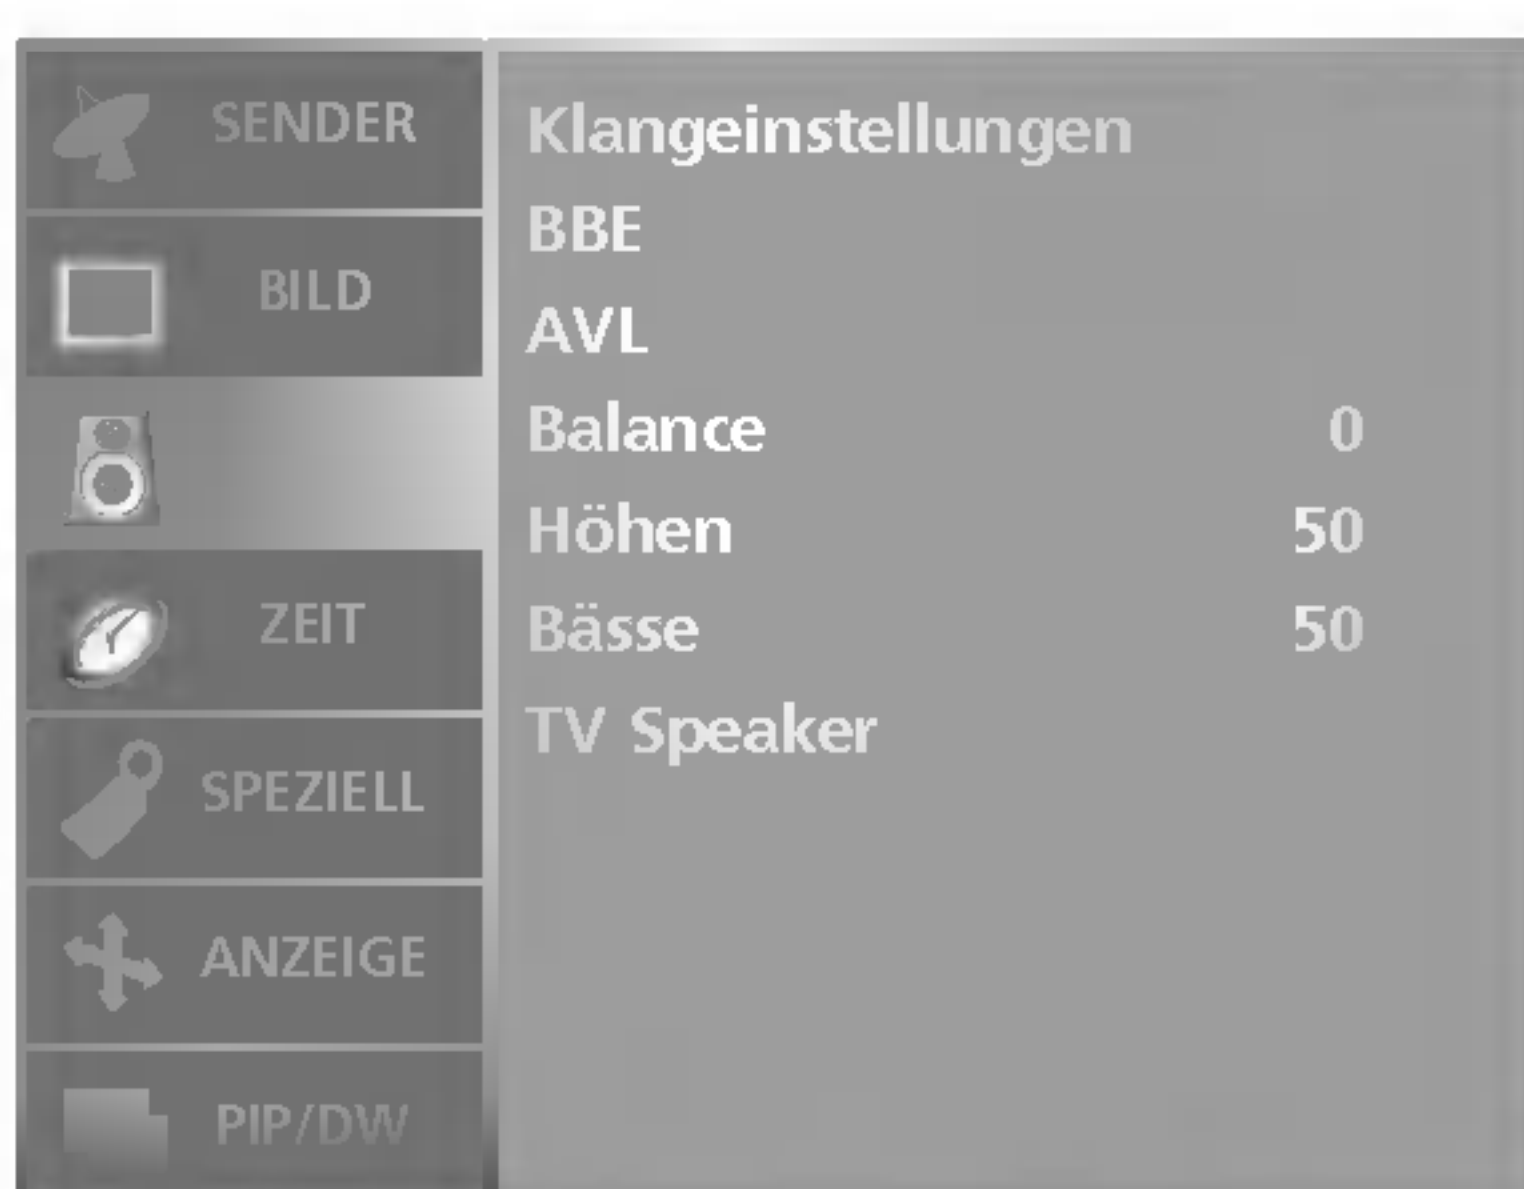 SENDER
BILD
ZEIT
SPEZIELL
ANZEIGE
PIP/DW
Klangeinstellungen
BBE
AVL
Balance 0
Höhen 50
Bässe 50
TV Speaker